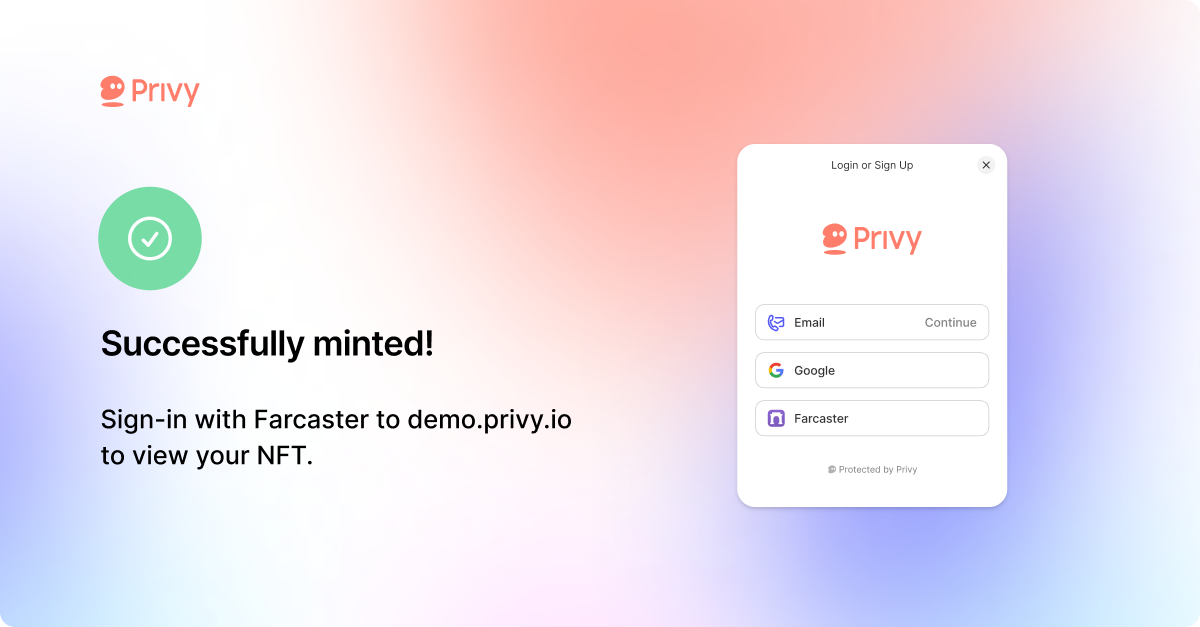 Privy
Successfully minted!
Sign-in with Farcaster to demo.privy.io
to view your NFT.
Login or Sign Up
Privy
Email Continue
Google
Farcaster
Protected by Privy